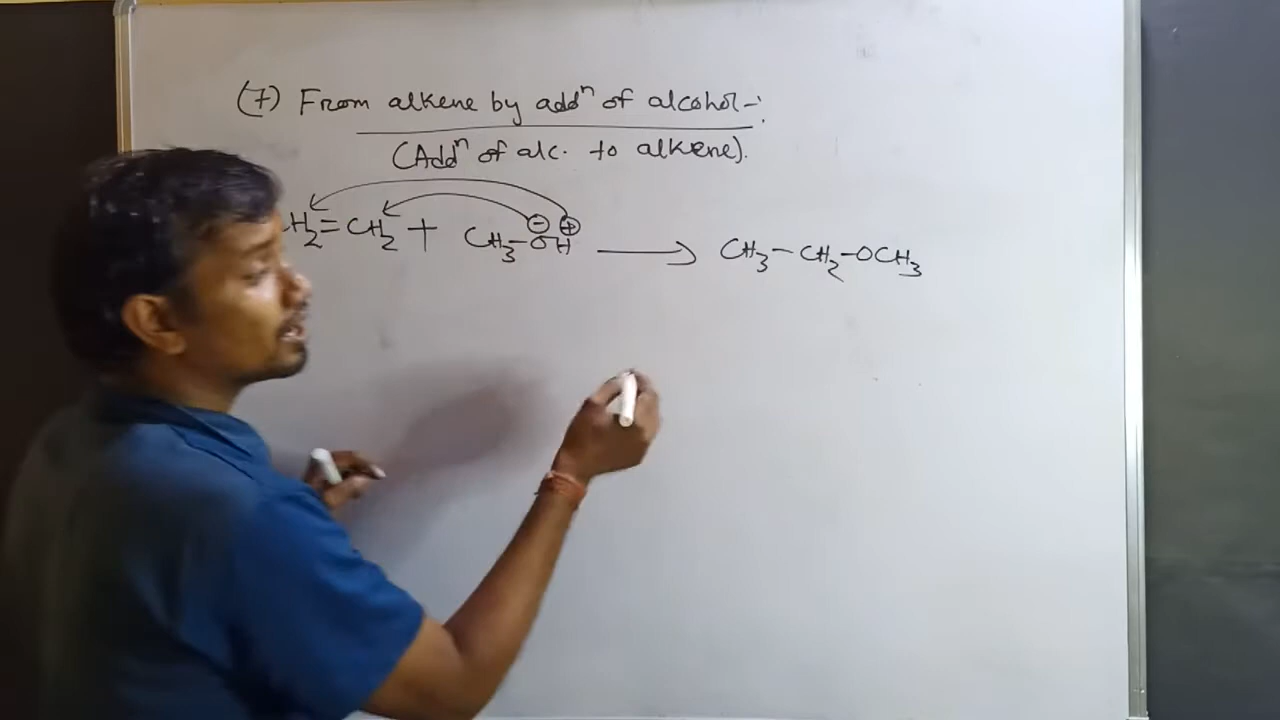 (7) From alkene by addⁿ of alcohol-:
(Addⁿ of alc. to alkene).
H₂=CH₂ + CH₃-OH ⊖ ⊕ ⟶ CH₃-CH₂-OCH₃